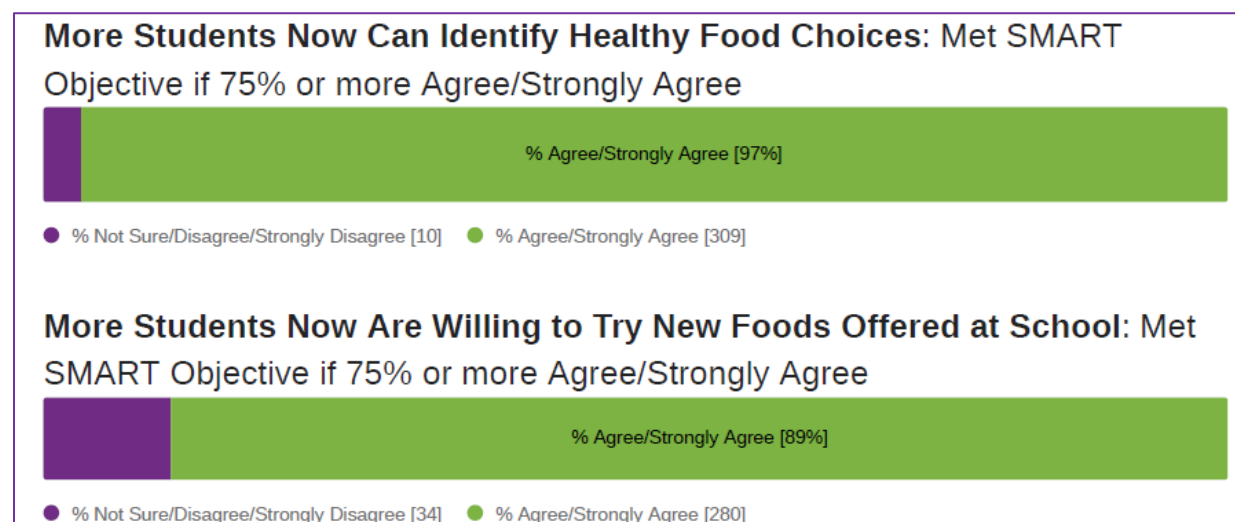 More Students Now Can Identify Healthy Food Choices: Met SMART
Objective if 75% or more Agree/Strongly Agree
% Agree/Strongly Agree [97%]
% Not Sure/Disagree/Strongly Disagree [10] % Agree/Strongly Agree [309]
More Students Now Are Willing to Try New Foods Offered at School: Met
SMART Objective if 75% or more Agree/Strongly Agree
% Agree/Strongly Agree [89%]
% Not Sure/Disagree/Strongly Disagree [34] % Agree/Strongly Agree [280]